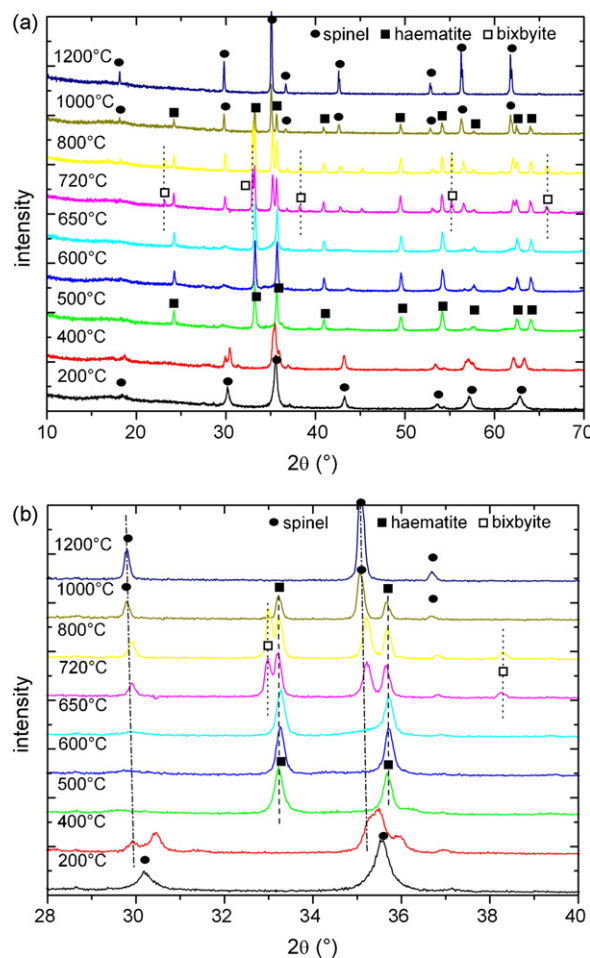 (a)
● spinel ■ haematite □ bixbyite
1200°C
1000°C
800°C
720°C
650°C
600°C
500°C
400°C
200°C
intensity
10 20 30 40 50 60 70
2θ (°)
(b)
● spinel ■ haematite □ bixbyite
1200°C
1000°C
800°C
720°C
650°C
600°C
500°C
400°C
200°C
intensity
28 30 32 34 36 38 40
2θ (°)